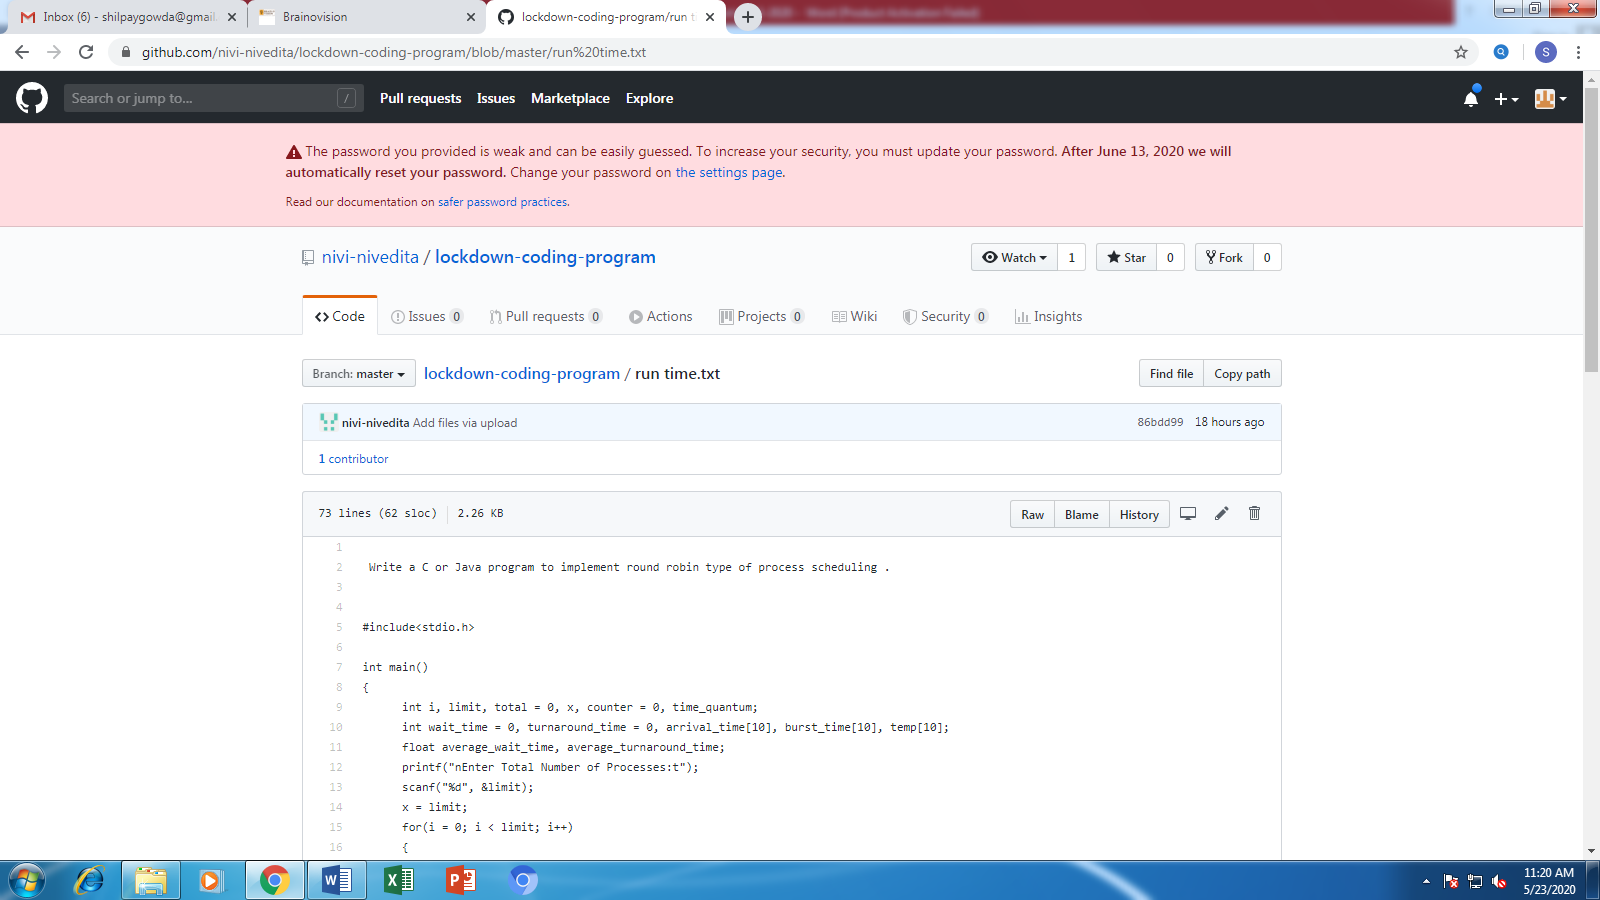 Inbox (6) - shilpaygowda@gmail.
Brainovision
lockdown-coding-program/run ti
2020 - Word (Product Activation Failed)
github.com/nivi-nivedita/lockdown-coding-program/blob/master/run%20time.txt
S
Search or jump to...
/
Pull requests
Issues
Marketplace
Explore
The password you provided is weak and can be easily guessed. To increase your security, you must update your password. After June 13, 2020 we will
automatically reset your password. Change your password on the settings page.
Read our documentation on safer password practices.
nivi-nivedita / lockdown-coding-program
Watch 1
Star 0
Fork 0
Code
Issues 0
Pull requests 0
Actions
Projects 0
Wiki
Security 0
Insights
Branch: master
lockdown-coding-program / run time.txt
Find file
Copy path
nivi-nivedita Add files via upload
86bdd99 18 hours ago
1 contributor
73 lines (62 sloc) 2.26 KB
Raw
Blame
History
1
2 Write a C or Java program to implement round robin type of process scheduling .
3
4
5 #include<stdio.h>
6
7 int main()
8 {
9 int i, limit, total = 0, x, counter = 0, time_quantum;
10 int wait_time = 0, turnaround_time = 0, arrival_time[10], burst_time[10], temp[10];
11 float average_wait_time, average_turnaround_time;
12 printf("nEnter Total Number of Processes:t");
13 scanf("%d", &limit);
14 x = limit;
15 for(i = 0; i < limit; i++)
16 {
11:20 AM
5/23/2020